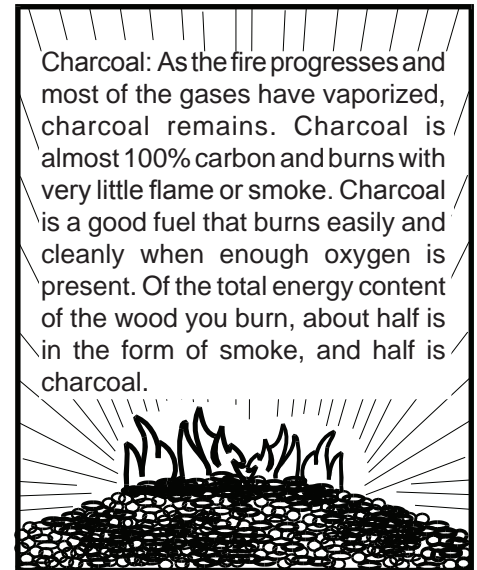 Charcoal: As the fire progresses and
most of the gases have vaporized,
charcoal remains. Charcoal is
almost 100% carbon and burns with
very little flame or smoke. Charcoal
is a good fuel that burns easily and
cleanly when enough oxygen is
present. Of the total energy content
of the wood you burn, about half is
in the form of smoke, and half is
charcoal.